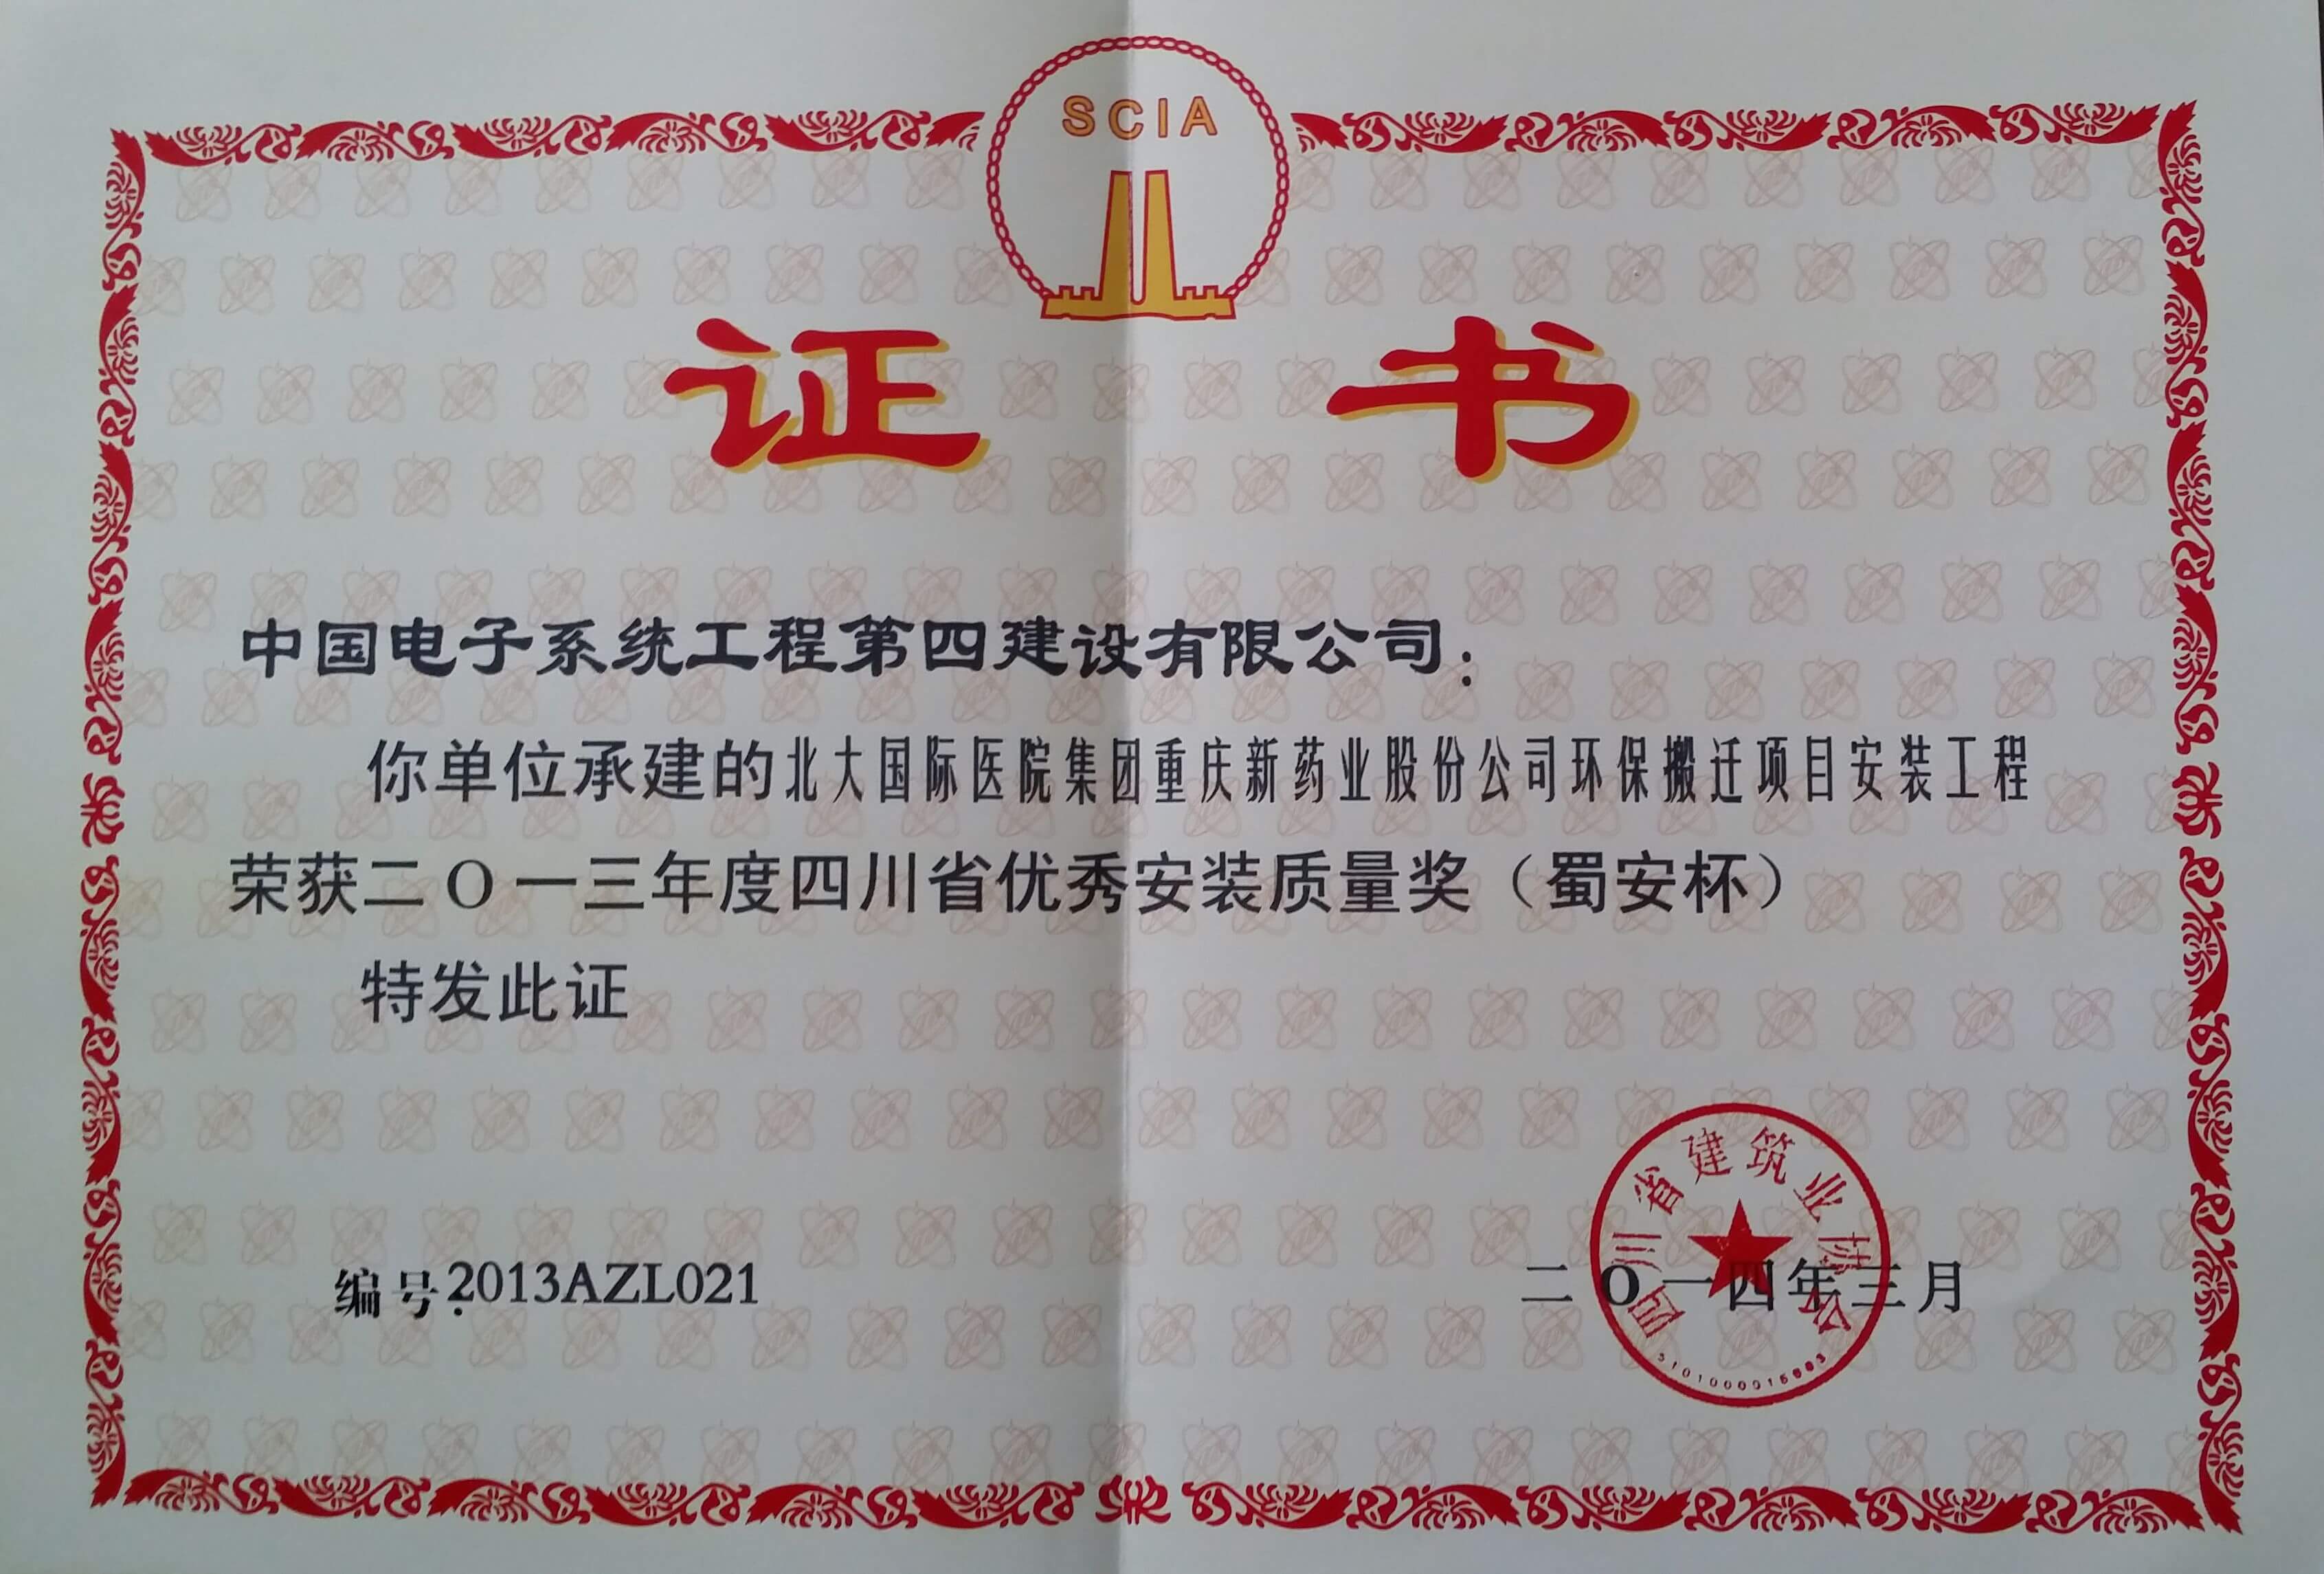 SCIA
证 书
中国电子系统工程第四建设有限公司：
你单位承建的北大国际医院集团重庆新药业股份公司环保搬迁项目安装工程
荣获二O一三年度四川省优秀安装质量奖（蜀安杯）
特发此证
编号：2013AZL021
二O一四年三月
四川省建筑业协会